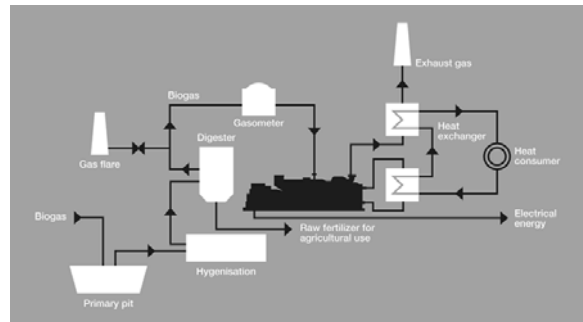 Exhaust gas
Biogas
Gasometer
Digester
Heat
exchanger
Gas flare
Heat
consumer
Biogas
Electrical
energy
Raw fertilizer for
agricultural use
Hygenisation
Primary pit